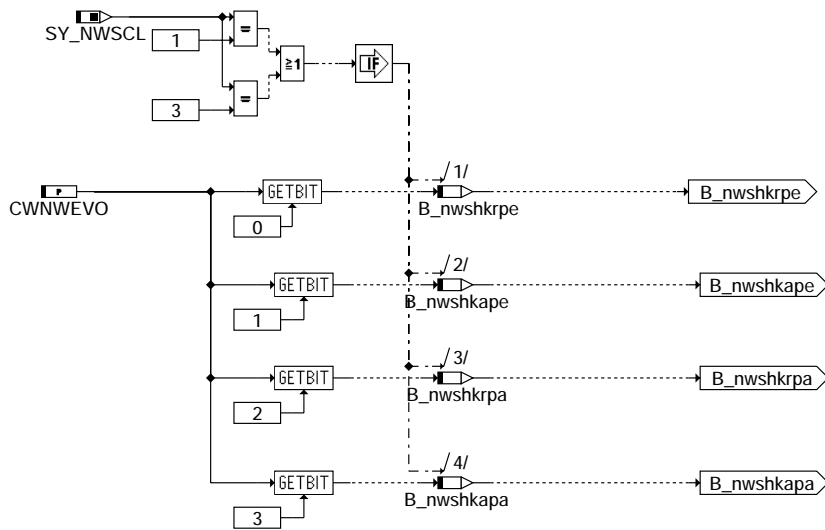 SY_NWSCL
1
=
≥1
IF
3
=
P
CWNWEVO
GETBIT
0
/1/
B_nwshkrpe
B_nwshkrpe
GETBIT
1
/2/
B_nwshkape
B_nwshkape
GETBIT
2
/3/
B_nwshkrpa
B_nwshkrpa
GETBIT
3
/4/
B_nwshkapa
B_nwshkapa